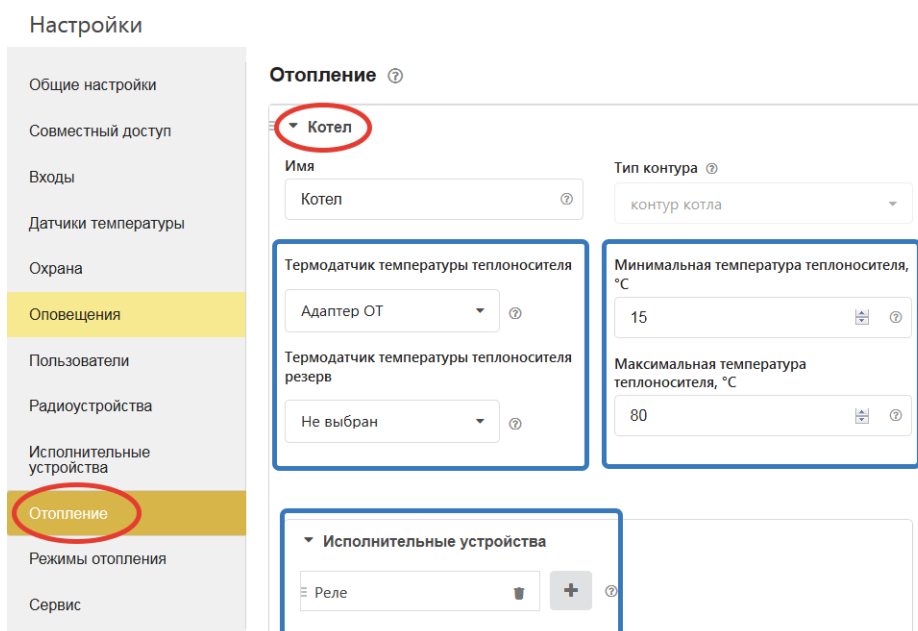 Настройки
Общие настройки
Совместный доступ
Входы
Датчики температуры
Охрана
Оповещения
Пользователи
Радиоустройства
Исполнительные
устройства
Отопление
Режимы отопления
Сервис
Отопление ?
Котел
Имя
Котел ?
Тип контура ?
контур котла
Термодатчик температуры теплоносителя
Адаптер ОТ ?
Термодатчик температуры теплоносителя
резерв
Не выбран ?
Минимальная температура теплоносителя,
°C
15 ?
Максимальная температура
теплоносителя, °C
80 ?
Исполнительные устройства
Реле + ?